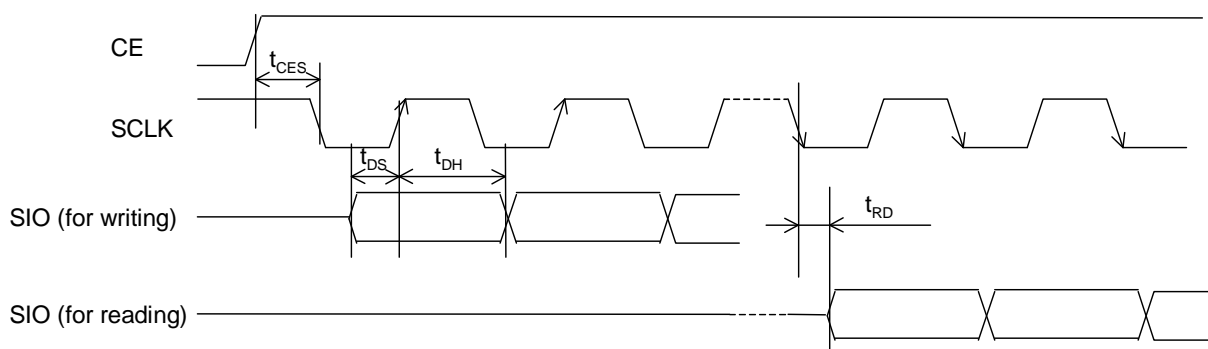 CE
t_CES
SCLK
t_DS t_DH
SIO (for writing)
t_RD
SIO (for reading)